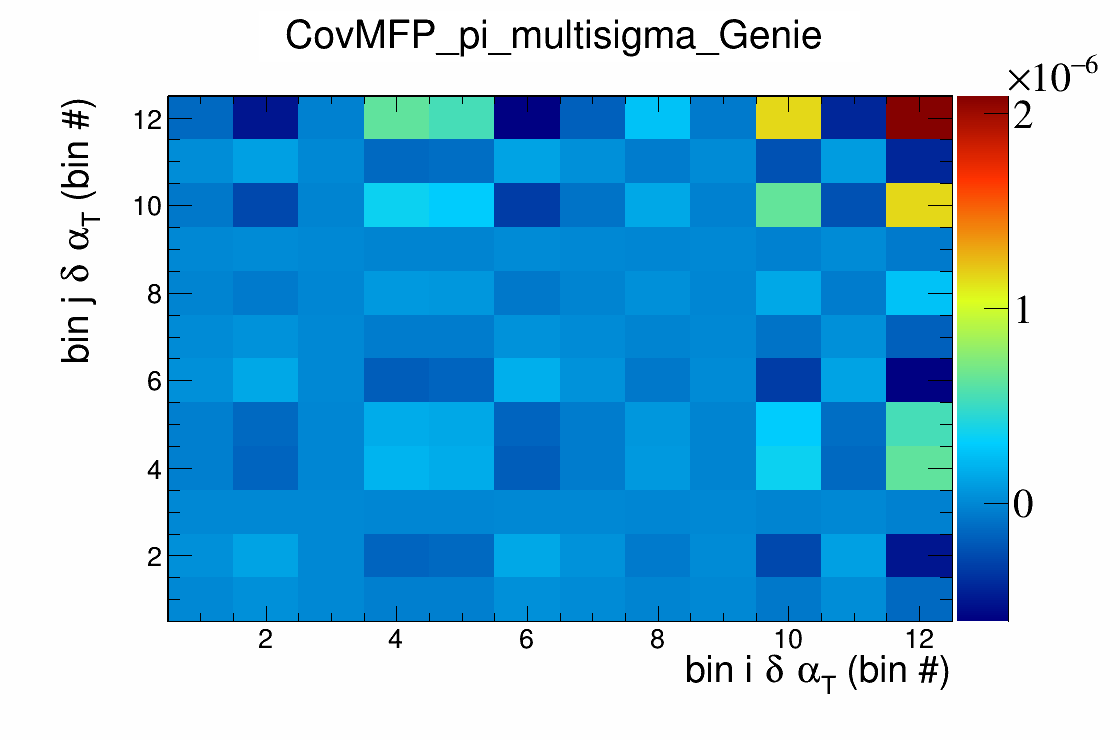 CovMFP_pi_multisigma_Genie
×10⁻⁶
bin j δ α_T (bin #)
12
10
8
6
4
2
2
1
0
2 4 6 8 10 12
bin i δ α_T (bin #)